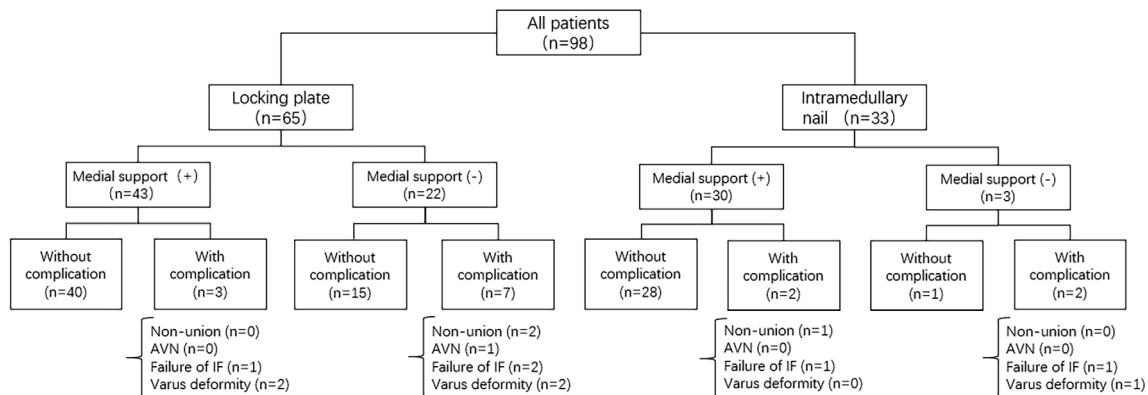 All patients
(n=98)
Locking plate
(n=65)
Intramedullary
nail （n=33)
Medial support（+)
(n=43)
Medial support (-)
(n=22)
Medial support (+)
(n=30)
Medial support (-)
(n=3)
Without
complication
(n=40)
With
complication
(n=3)
Without
complication
(n=15)
With
complication
(n=7)
Without
complication
(n=28)
With
complication
(n=2)
Without
complication
(n=1)
With
complication
(n=2)
Non-union (n=0)
AVN (n=0)
Failure of IF (n=1)
Varus deformity (n=2)
Non-union (n=2)
AVN (n=1)
Failure of IF (n=2)
Varus deformity (n=2)
Non-union (n=1)
AVN (n=0)
Failure of IF (n=1)
Varus deformity (n=0)
Non-union (n=0)
AVN (n=0)
Failure of IF (n=1)
Varus deformity (n=1)